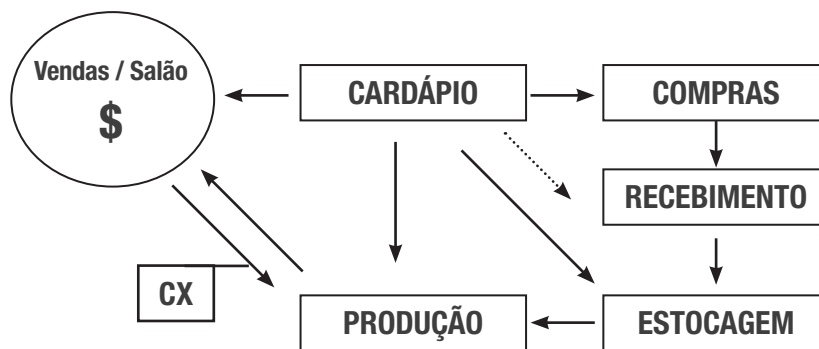 Vendas / Salão
$
CARDÁPIO
COMPRAS
RECEBIMENTO
CX
PRODUÇÃO
ESTOCAGEM